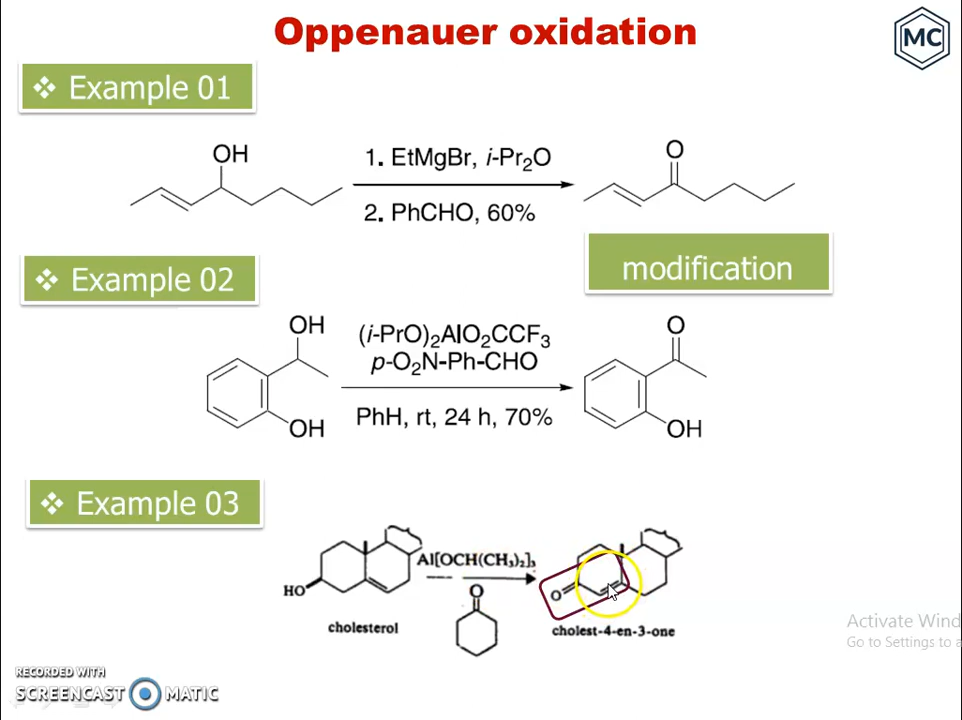 Oppenauer oxidation
MC
❖ Example 01
OH
1. EtMgBr, i-Pr₂O
2. PhCHO, 60%
O
modification
❖ Example 02
OH
OH
(i-PrO)₂AlO₂CCF₃
p-O₂N-Ph-CHO
PhH, rt, 24 h, 70%
O
OH
❖ Example 03
HO
cholesterol
Al[OCH(CH₃)₂]₃
O
O
cholest-4-en-3-one
Activate Wind
Go to Settings to a
RECORDED WITH
SCREENCAST MATIC